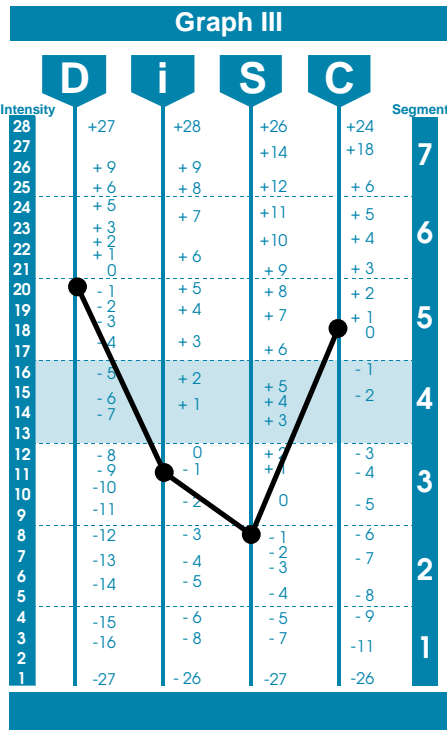 Graph III
D i S C
Intensity Segment
28 +27 +28 +26 +24
27 +14 +18 7
26 + 9 + 9
25 + 6 + 8 +12 + 6
24 + 5 + 7 +11 + 5
23 + 3 6
22 + 2 +10 + 4
+ 1 + 6
21 0 + 9 + 3
20 - 1 + 5 + 8 + 2
19 - 2 + 4 + 7 + 1 5
18 - 3 0
17 - 4 + 3 + 6
16 - 5 + 2 - 1
15 - 6 + 5 - 2 4
14 - 7 + 1 + 4
13 + 3
12 - 8 0 + 2 - 3
11 - 9 - 1 + 1 - 4 3
10 -10 - 2 0 - 5
9 -11
8 -12 - 3 - 1 - 6
7 -13 - 4 - 2 - 7 2
6 -14 - 5 - 3
5 - 4 - 8
4 -15 - 6 - 5 - 9
3 -16 - 8 - 7 -11 1
2
1 -27 - 26 -27 -26